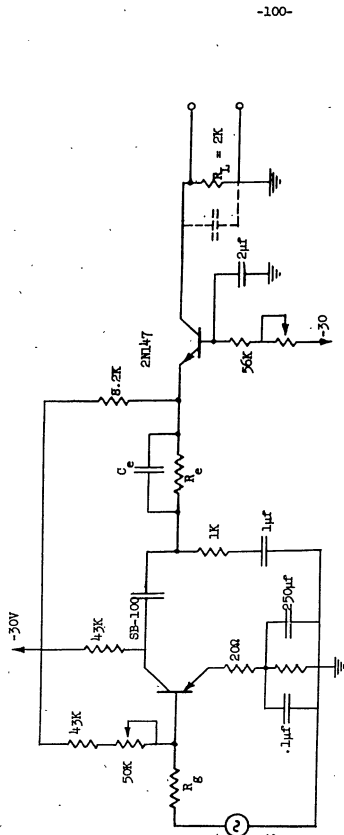 -100-
-30V
43K
43K
50K
R_g
SB-100
20Ω
.1μf
250μf
1K
1μf
C_e
R_e
8.2K
2N147
2μf
56K
-30
R_L = 2K